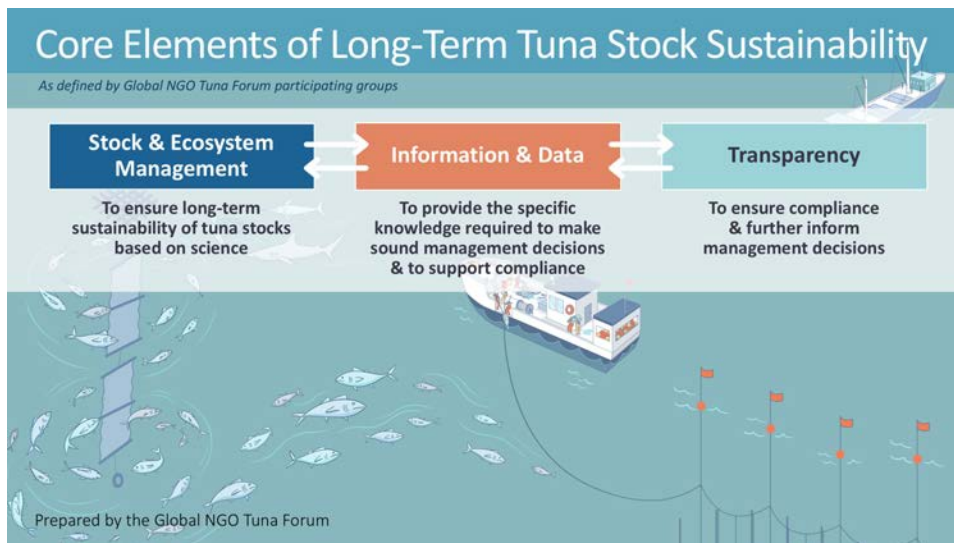 Core Elements of Long-Term Tuna Stock Sustainability
As defined by Global NGO Tuna Forum participating groups
Stock & Ecosystem
Management
To ensure long-term
sustainability of tuna stocks
based on science
Information & Data
To provide the specific
knowledge required to make
sound management decisions
& to support compliance
Transparency
To ensure compliance
& further inform
management decisions
Prepared by the Global NGO Tuna Forum